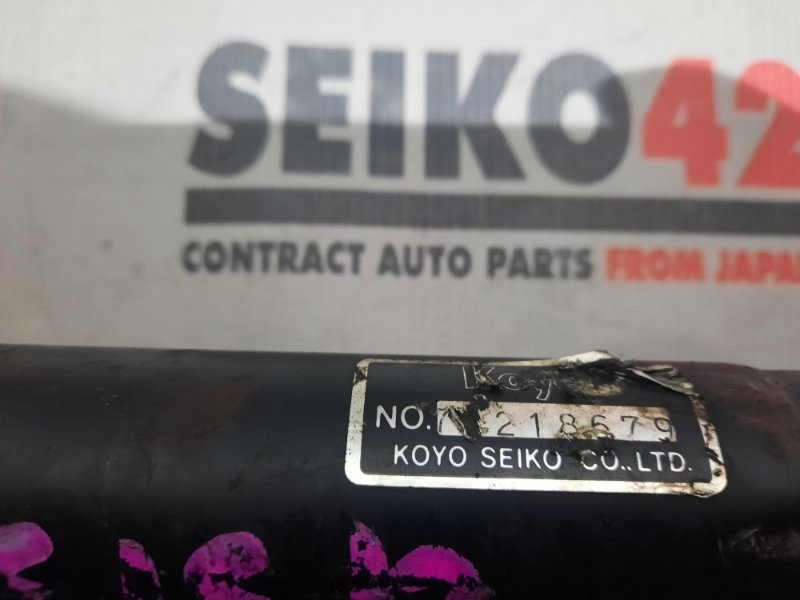 SEIKO42
CONTRACT AUTO PARTS FROM JAPAN
Koyo
NO. 218679
KOYO SEIKO CO.,LTD.